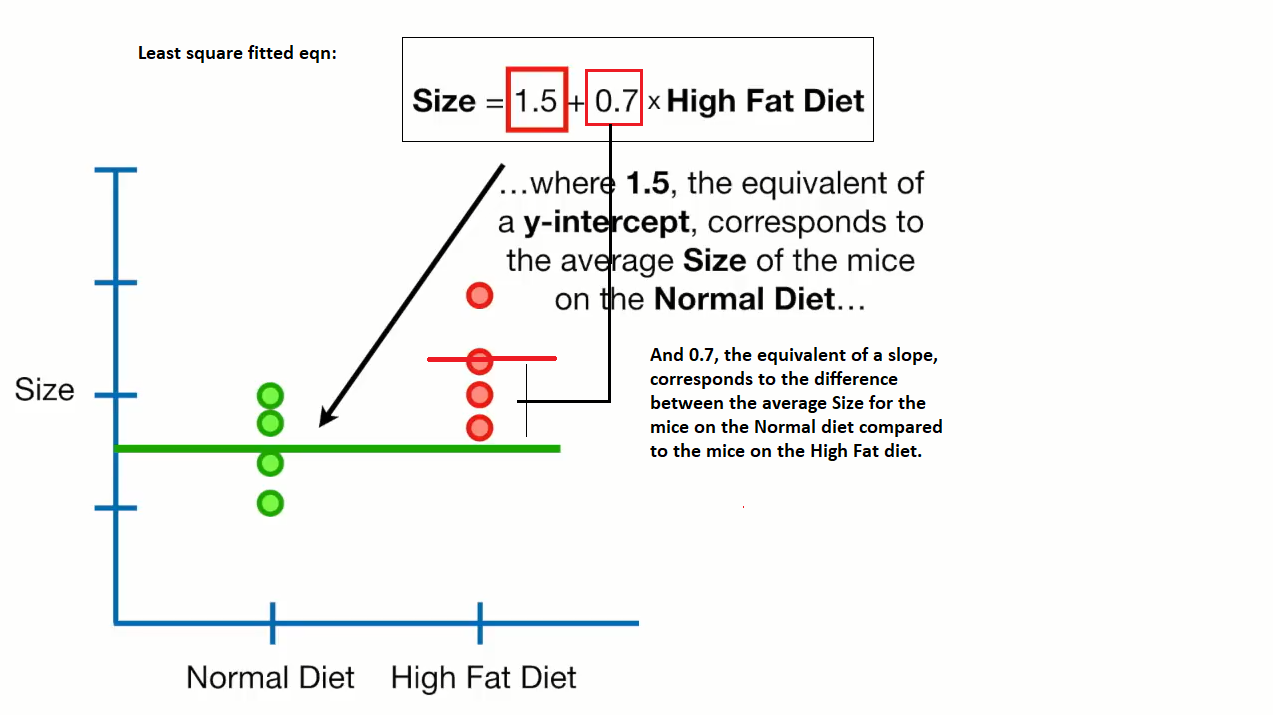 Least square fitted eqn:
Size = 1.5 + 0.7 x High Fat Diet
…where 1.5, the equivalent of
a y-intercept, corresponds to
the average Size of the mice
on the Normal Diet…
And 0.7, the equivalent of a slope,
corresponds to the difference
between the average Size for the
mice on the Normal diet compared
to the mice on the High Fat diet.
Size
Normal Diet High Fat Diet